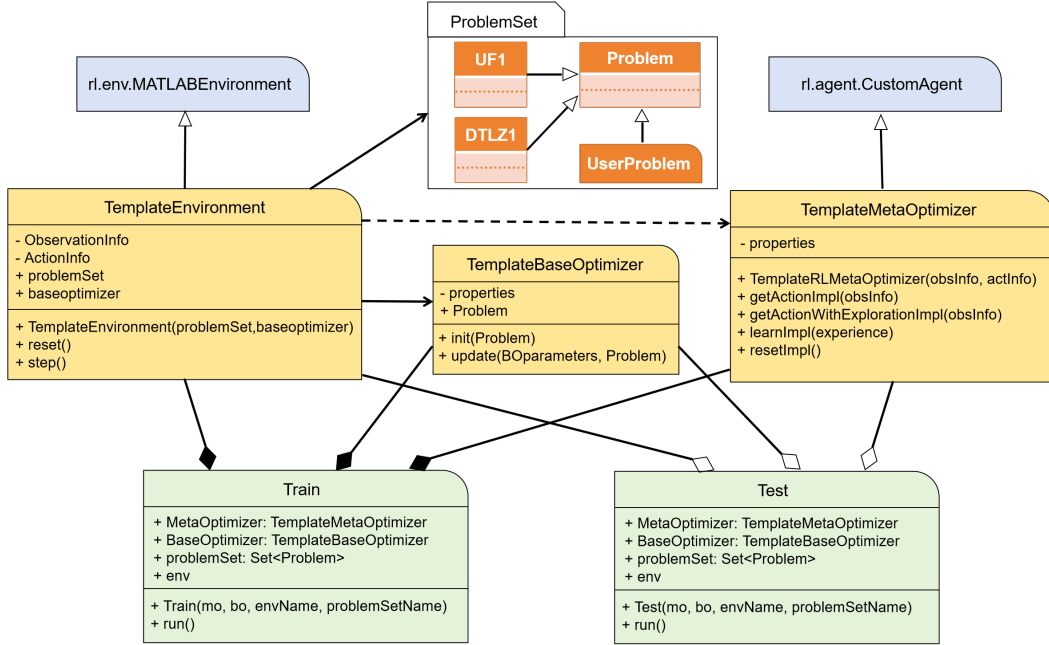 ProblemSet
UF1
Problem
DTLZ1
UserProblem
rl.env.MATLABEnvironment
rl.agent.CustomAgent
TemplateEnvironment
- ObservationInfo
- ActionInfo
+ problemSet
+ baseoptimizer
+ TemplateEnvironment(problemSet,baseoptimizer)
+ reset()
+ step()
TemplateBaseOptimizer
- properties
+ Problem
+ init(Problem)
+ update(BOparameters, Problem)
TemplateMetaOptimizer
- properties
+ TemplateRLMetaOptimizer(obsInfo, actInfo)
+ getActionImpl(obsInfo)
+ getActionWithExplorationImpl(obsInfo)
+ learnImpl(experience)
+ resetImpl()
Train
+ MetaOptimizer: TemplateMetaOptimizer
+ BaseOptimizer: TemplateBaseOptimizer
+ problemSet: Set<Problem>
+ env
+ Train(mo, bo, envName, problemSetName)
+ run()
Test
+ MetaOptimizer: TemplateMetaOptimizer
+ BaseOptimizer: TemplateBaseOptimizer
+ problemSet: Set<Problem>
+ env
+ Test(mo, bo, envName, problemSetName)
+ run()